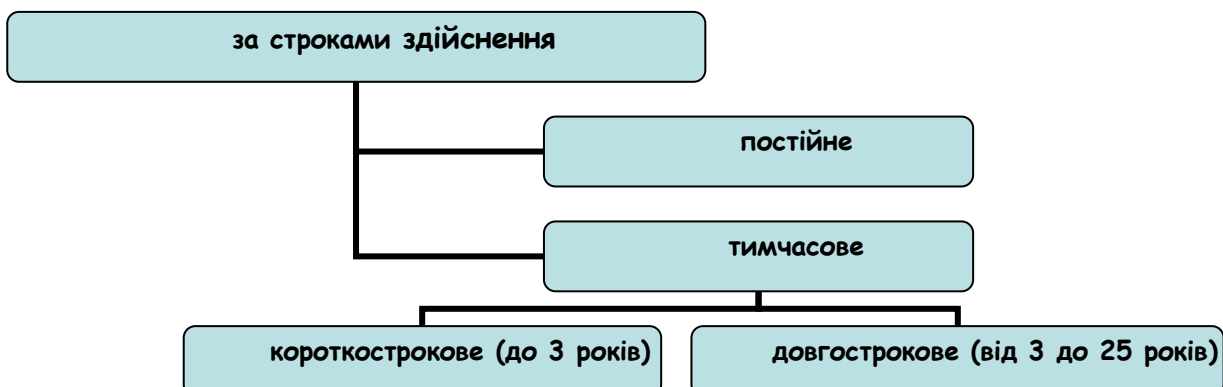 за строками здійснення
постійне
тимчасове
короткострокове (до 3 років)
довгострокове (від 3 до 25 років)